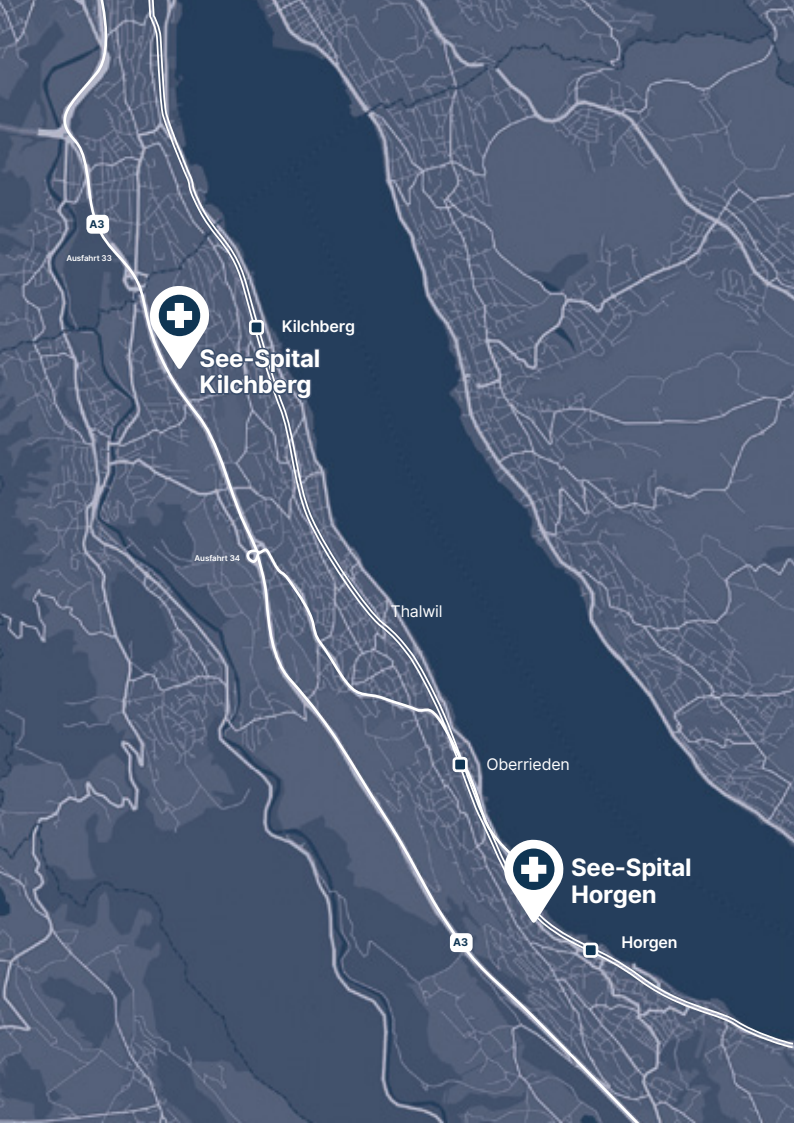 A3
Ausfahrt 33
Kilchberg
See-Spital
Kilchberg
Ausfahrt 34
Thalwil
Oberrieden
See-Spital
Horgen
A3
Horgen